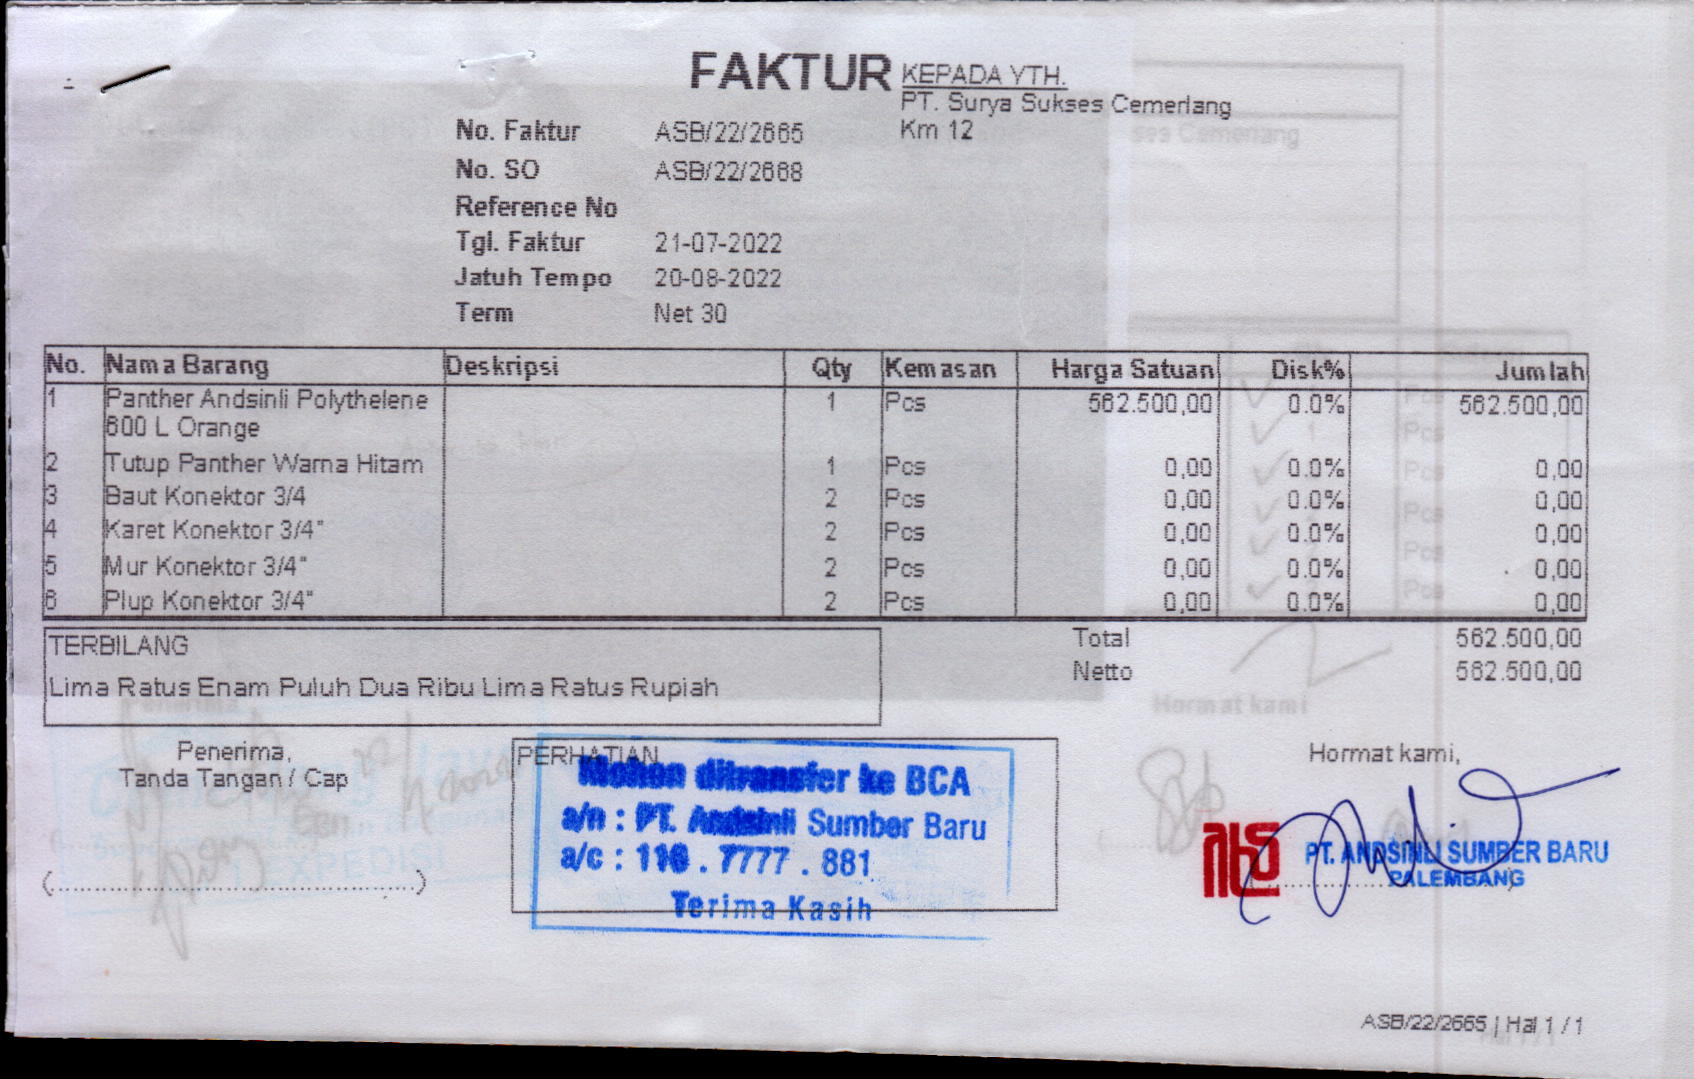 FAKTUR
KEPADA YTH.
PT. Surya Sukses Cemerlang
Km 12
No. Faktur ASB/22/2665
No. SO ASB/22/2668
Reference No
Tgl. Faktur 21-07-2022
Jatuh Tempo 20-08-2022
Term Net 30
No. Nama Barang Deskripsi Qty Kemasan Harga Satuan Disk% Jumlah
1 Panther Andsinli Polythelene 1 Pcs 562.500,00 0.0% 562.500,00
600 L Orange
2 Tutup Panther Warna Hitam 1 Pcs 0,00 0.0% 0,00
3 Baut Konektor 3/4 2 Pcs 0,00 0.0% 0,00
4 Karet Konektor 3/4" 2 Pcs 0,00 0.0% 0,00
5 Mur Konektor 3/4" 2 Pcs 0,00 0.0% 0,00
6 Plup Konektor 3/4" 2 Pcs 0,00 0.0% 0,00
TERBILANG
Lima Ratus Enam Puluh Dua Ribu Lima Ratus Rupiah
Total 562.500,00
Netto 562.500,00
Penerima,
Tanda Tangan / Cap
(....................................................)
PERHATIAN
Mohon ditransfer ke BCA
a/n : PT. Andsinli Sumber Baru
a/c : 7777 . 881
Terima Kasih
Hormat kami,
PT. ANDSINLI SUMBER BARU
PALEMBANG
ASB/22/2665 | Hal 1 / 1